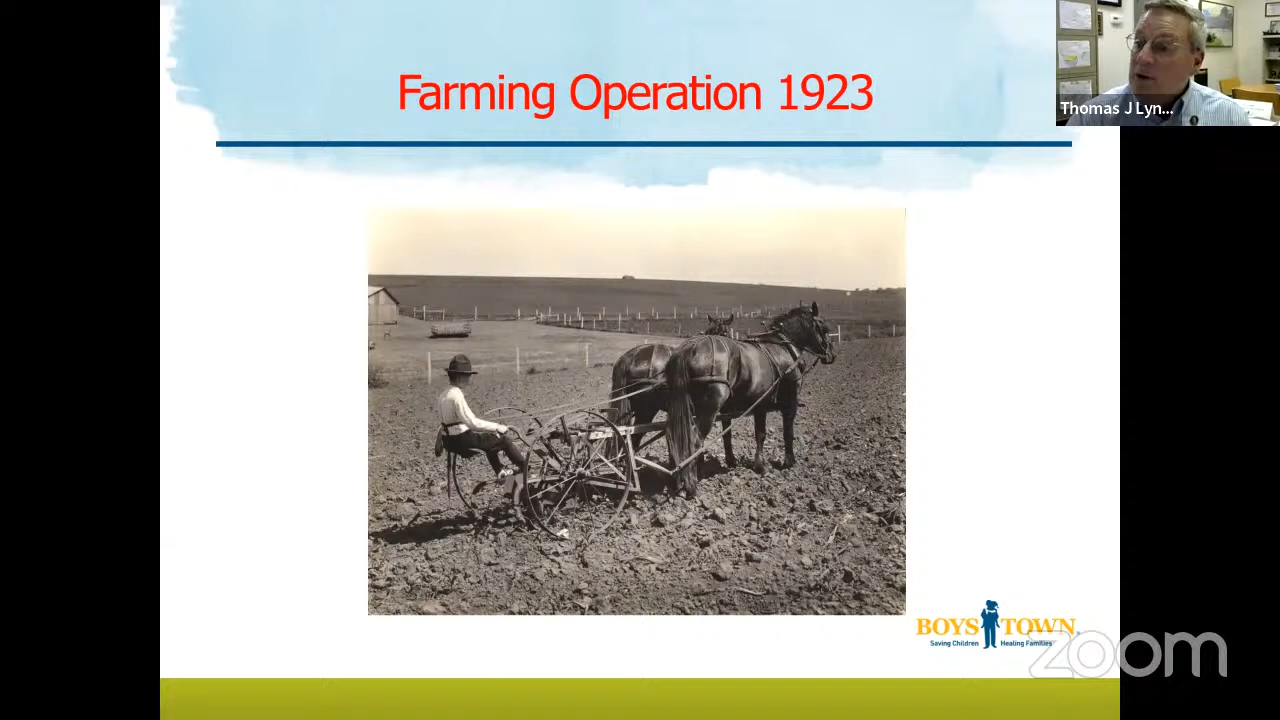 Farming Operation 1923
Thomas J Lyn...
BOYS TOWN
Saving Children Healing Families
zoom